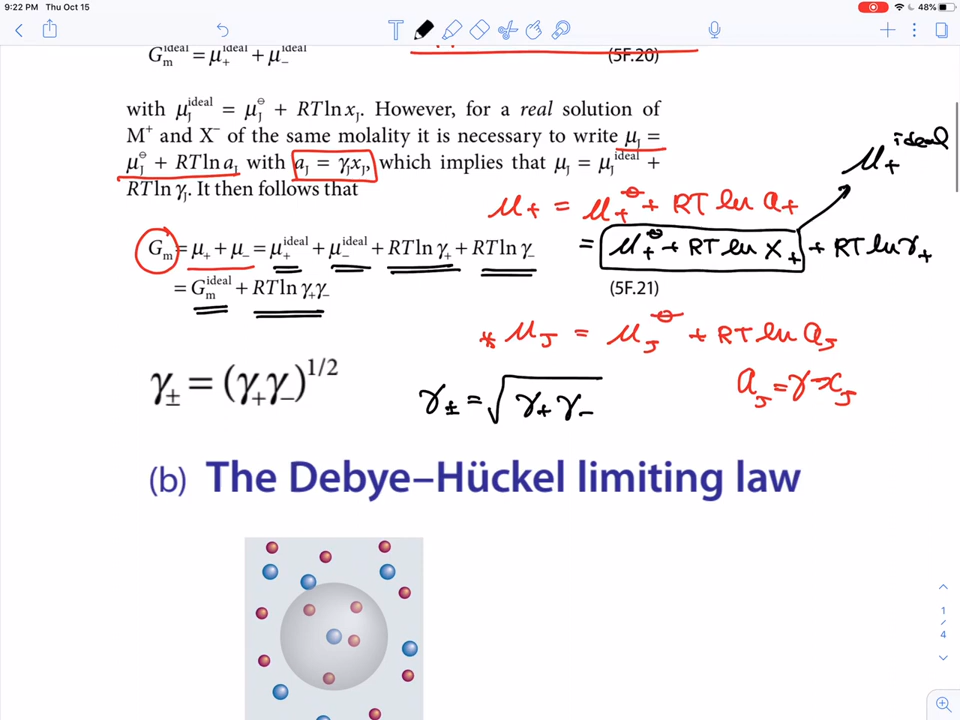 9:22 PM Thu Oct 15
48%
G_m^ideal = μ_+^ideal + μ_−^ideal
(5F.20)
with μ_J^ideal = μ_J^⦵ + RT ln x_J. However, for a real solution of
M⁺ and X⁻ of the same molality it is necessary to write μ_J =
μ_J^⦵ + RT ln a_J with a_J = γ_J x_J, which implies that μ_J = μ_J^ideal +
RT ln γ_J. It then follows that
μ_+^ideal
μ_+ = μ_+^⦵ + RT ln a_+
G_m = μ_+ + μ_− = μ_+^ideal + μ_−^ideal + RT ln γ_+ + RT ln γ_−
= μ_+^⦵ + RT ln x_+ + RT ln γ_+
= G_m^ideal + RT ln γ_+γ_−
(5F.21)
* μ_J = μ_J^⦵ + RT ln a_J
γ_± = (γ_+γ_−)^1/2
γ_± = √γ_+ γ_−
a_J = γ x_J
(b) The Debye–Hückel limiting law
1
/
4